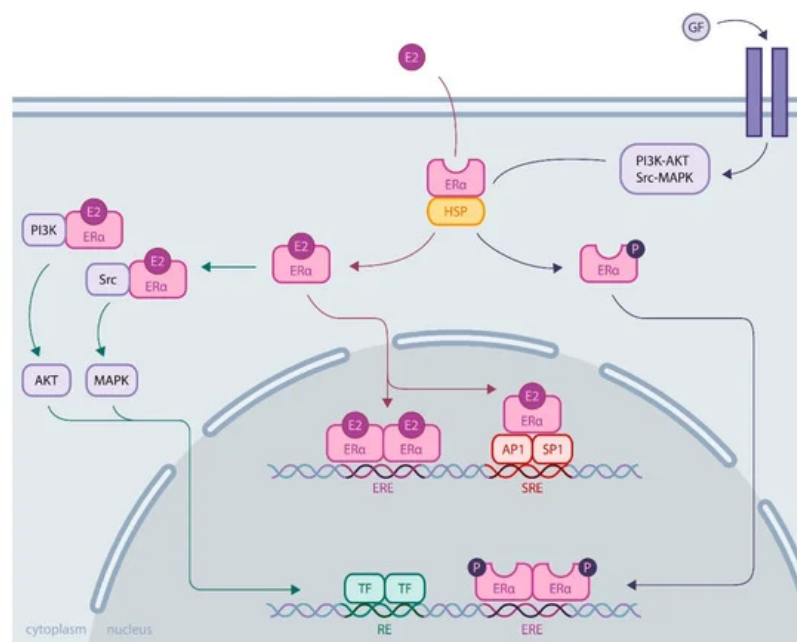 GF
E2
PI3K-AKT
Src-MAPK
ERα
HSP
E2
PI3K
ERα
E2
Src
ERα
E2
ERα
P
ERα
AKT
MAPK
E2
E2
E2
ERα
ERα
ERα
AP1
SP1
ERE
SRE
P
P
TF
TF
ERα
ERα
RE
ERE
cytoplasm
nucleus